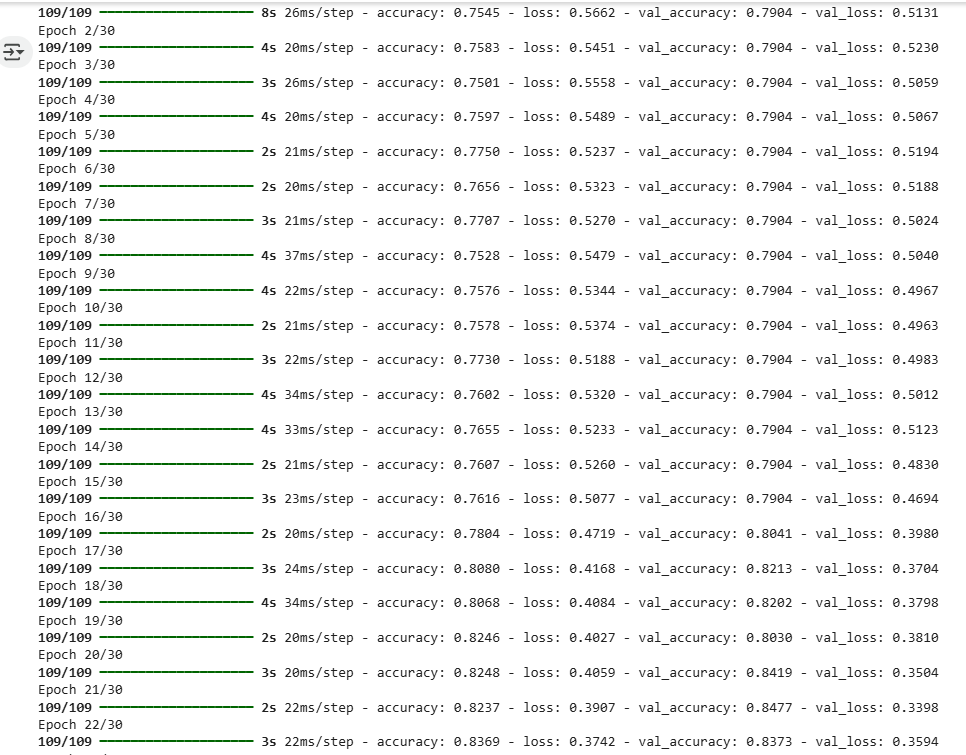 109/109 ━━━━━━━━━━━━━━━━━━━━ 8s 26ms/step - accuracy: 0.7545 - loss: 0.5662 - val_accuracy: 0.7904 - val_loss: 0.5131
Epoch 2/30
109/109 ━━━━━━━━━━━━━━━━━━━━ 4s 20ms/step - accuracy: 0.7583 - loss: 0.5451 - val_accuracy: 0.7904 - val_loss: 0.5230
Epoch 3/30
109/109 ━━━━━━━━━━━━━━━━━━━━ 3s 26ms/step - accuracy: 0.7501 - loss: 0.5558 - val_accuracy: 0.7904 - val_loss: 0.5059
Epoch 4/30
109/109 ━━━━━━━━━━━━━━━━━━━━ 4s 20ms/step - accuracy: 0.7597 - loss: 0.5489 - val_accuracy: 0.7904 - val_loss: 0.5067
Epoch 5/30
109/109 ━━━━━━━━━━━━━━━━━━━━ 2s 21ms/step - accuracy: 0.7750 - loss: 0.5237 - val_accuracy: 0.7904 - val_loss: 0.5194
Epoch 6/30
109/109 ━━━━━━━━━━━━━━━━━━━━ 2s 20ms/step - accuracy: 0.7656 - loss: 0.5323 - val_accuracy: 0.7904 - val_loss: 0.5188
Epoch 7/30
109/109 ━━━━━━━━━━━━━━━━━━━━ 3s 21ms/step - accuracy: 0.7707 - loss: 0.5270 - val_accuracy: 0.7904 - val_loss: 0.5024
Epoch 8/30
109/109 ━━━━━━━━━━━━━━━━━━━━ 4s 37ms/step - accuracy: 0.7528 - loss: 0.5479 - val_accuracy: 0.7904 - val_loss: 0.5040
Epoch 9/30
109/109 ━━━━━━━━━━━━━━━━━━━━ 4s 22ms/step - accuracy: 0.7576 - loss: 0.5344 - val_accuracy: 0.7904 - val_loss: 0.4967
Epoch 10/30
109/109 ━━━━━━━━━━━━━━━━━━━━ 2s 21ms/step - accuracy: 0.7578 - loss: 0.5374 - val_accuracy: 0.7904 - val_loss: 0.4963
Epoch 11/30
109/109 ━━━━━━━━━━━━━━━━━━━━ 3s 22ms/step - accuracy: 0.7730 - loss: 0.5188 - val_accuracy: 0.7904 - val_loss: 0.4983
Epoch 12/30
109/109 ━━━━━━━━━━━━━━━━━━━━ 4s 34ms/step - accuracy: 0.7602 - loss: 0.5320 - val_accuracy: 0.7904 - val_loss: 0.5012
Epoch 13/30
109/109 ━━━━━━━━━━━━━━━━━━━━ 4s 33ms/step - accuracy: 0.7655 - loss: 0.5233 - val_accuracy: 0.7904 - val_loss: 0.5123
Epoch 14/30
109/109 ━━━━━━━━━━━━━━━━━━━━ 2s 21ms/step - accuracy: 0.7607 - loss: 0.5260 - val_accuracy: 0.7904 - val_loss: 0.4830
Epoch 15/30
109/109 ━━━━━━━━━━━━━━━━━━━━ 3s 23ms/step - accuracy: 0.7616 - loss: 0.5077 - val_accuracy: 0.7904 - val_loss: 0.4694
Epoch 16/30
109/109 ━━━━━━━━━━━━━━━━━━━━ 2s 20ms/step - accuracy: 0.7804 - loss: 0.4719 - val_accuracy: 0.8041 - val_loss: 0.3980
Epoch 17/30
109/109 ━━━━━━━━━━━━━━━━━━━━ 3s 24ms/step - accuracy: 0.8080 - loss: 0.4168 - val_accuracy: 0.8213 - val_loss: 0.3704
Epoch 18/30
109/109 ━━━━━━━━━━━━━━━━━━━━ 4s 34ms/step - accuracy: 0.8068 - loss: 0.4084 - val_accuracy: 0.8202 - val_loss: 0.3798
Epoch 19/30
109/109 ━━━━━━━━━━━━━━━━━━━━ 2s 20ms/step - accuracy: 0.8246 - loss: 0.4027 - val_accuracy: 0.8030 - val_loss: 0.3810
Epoch 20/30
109/109 ━━━━━━━━━━━━━━━━━━━━ 3s 20ms/step - accuracy: 0.8248 - loss: 0.4059 - val_accuracy: 0.8419 - val_loss: 0.3504
Epoch 21/30
109/109 ━━━━━━━━━━━━━━━━━━━━ 2s 22ms/step - accuracy: 0.8237 - loss: 0.3907 - val_accuracy: 0.8477 - val_loss: 0.3398
Epoch 22/30
109/109 ━━━━━━━━━━━━━━━━━━━━ 3s 22ms/step - accuracy: 0.8369 - loss: 0.3742 - val_accuracy: 0.8373 - val_loss: 0.3594